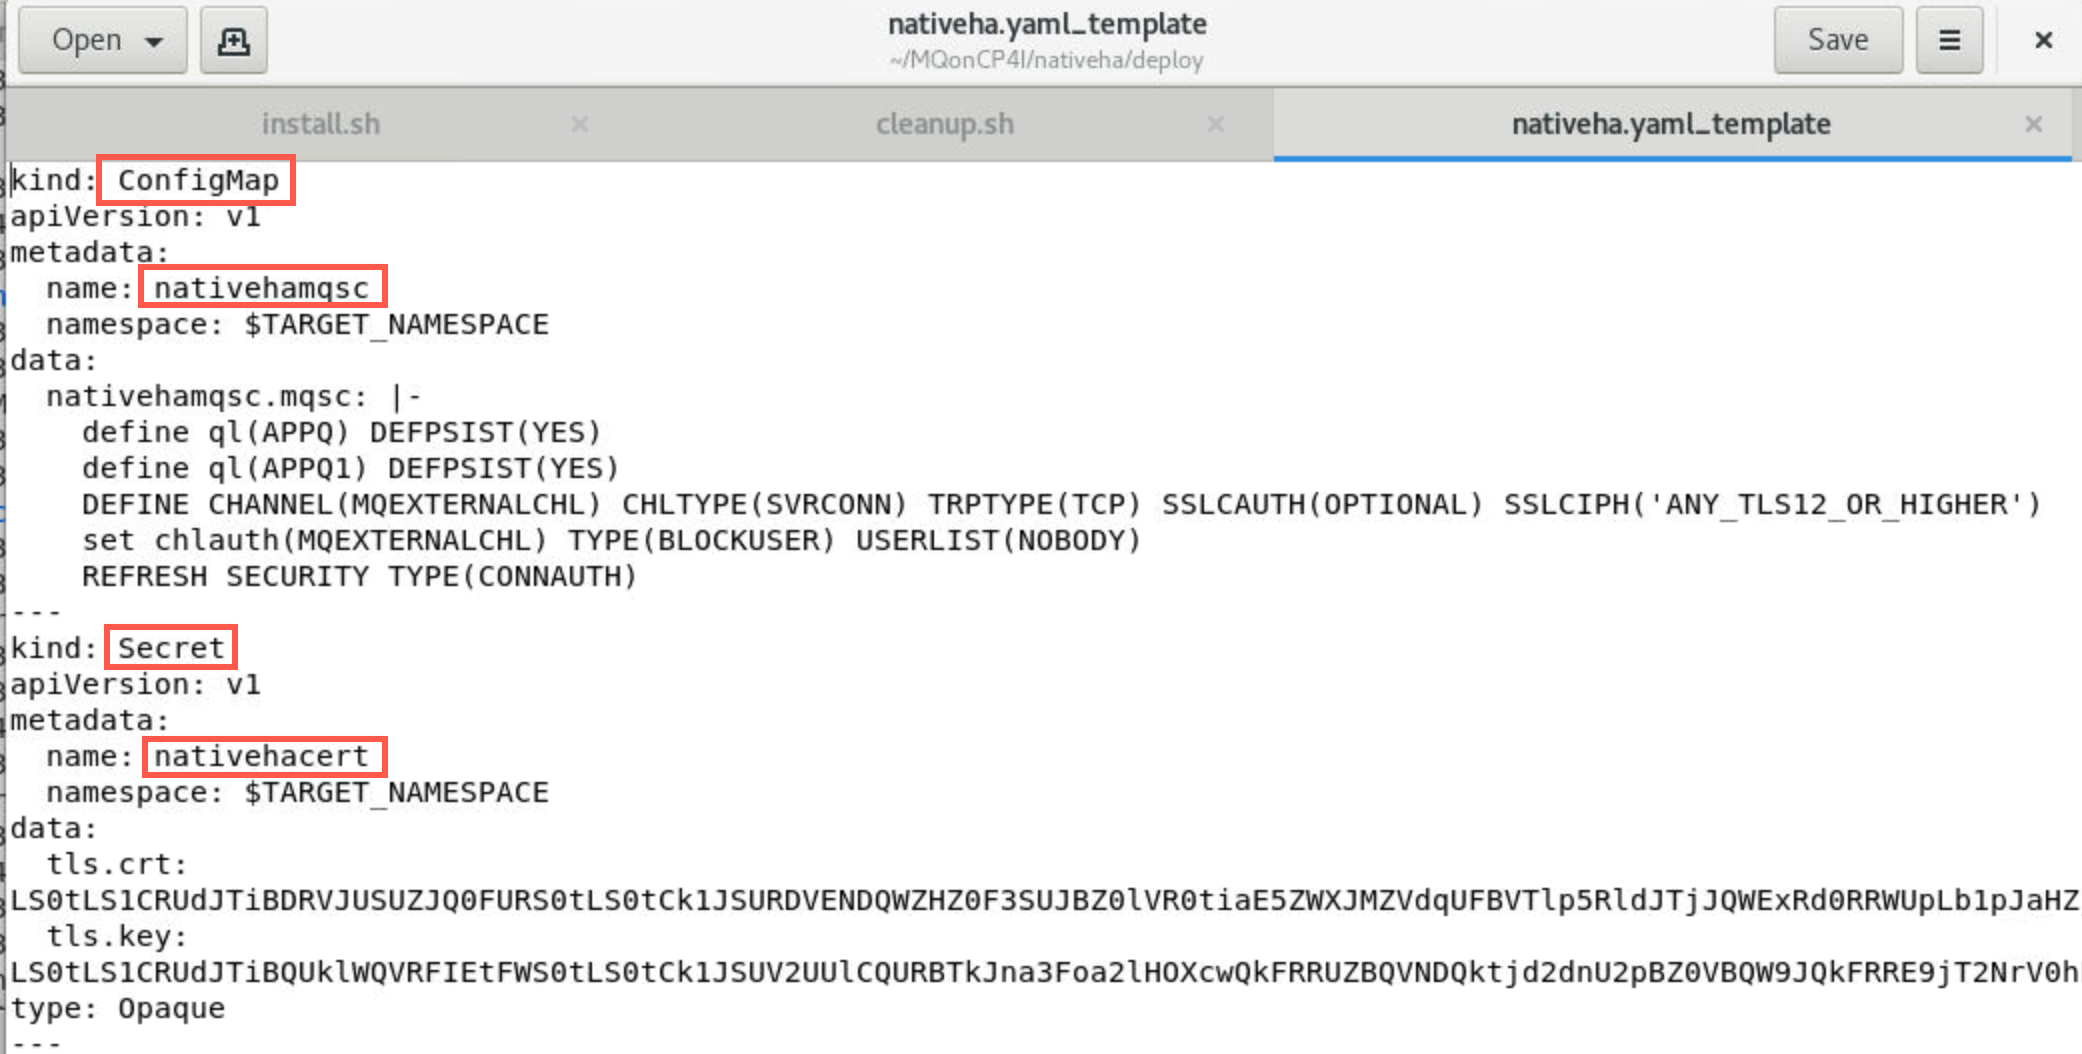 Open
nativeha.yaml_template
~/MQonCP4I/nativeha/deploy
Save
install.sh
cleanup.sh
nativeha.yaml_template
kind: ConfigMap
apiVersion: v1
metadata:
  name: nativehamqsc
  namespace: $TARGET_NAMESPACE
data:
  nativehamqsc.mqsc: |-
    define ql(APPQ) DEFPSIST(YES)
    define ql(APPQ1) DEFPSIST(YES)
    DEFINE CHANNEL(MQEXTERNALCHL) CHLTYPE(SVRCONN) TRPTYPE(TCP) SSLCAUTH(OPTIONAL) SSLCIPH('ANY_TLS12_OR_HIGHER')
    set chlauth(MQEXTERNALCHL) TYPE(BLOCKUSER) USERLIST(NOBODY)
    REFRESH SECURITY TYPE(CONNAUTH)
---
kind: Secret
apiVersion: v1
metadata:
  name: nativehacert
  namespace: $TARGET_NAMESPACE
data:
  tls.crt:
LS0tLS1CRUdJTiBDRVJUSUZJQ0FURS0tLS0tCk1JSURDVENDQWZHZ0F3SUJBZ0lVR0tiaE5ZWXJMZVdqUFBVTlp5RldJTjJQWExRd0RRWUpLb1pJaHZ
  tls.key:
LS0tLS1CRUdJTiBQUklWQVRFIEtFWS0tLS0tCk1JSUV2UUlCQURBTkJna3Foa2lHOXcwQkFRRUZBQVNDQktjd2dnU2pBZ0VBQW9JQkFRRE9jT2NrV0h
type: Opaque
---